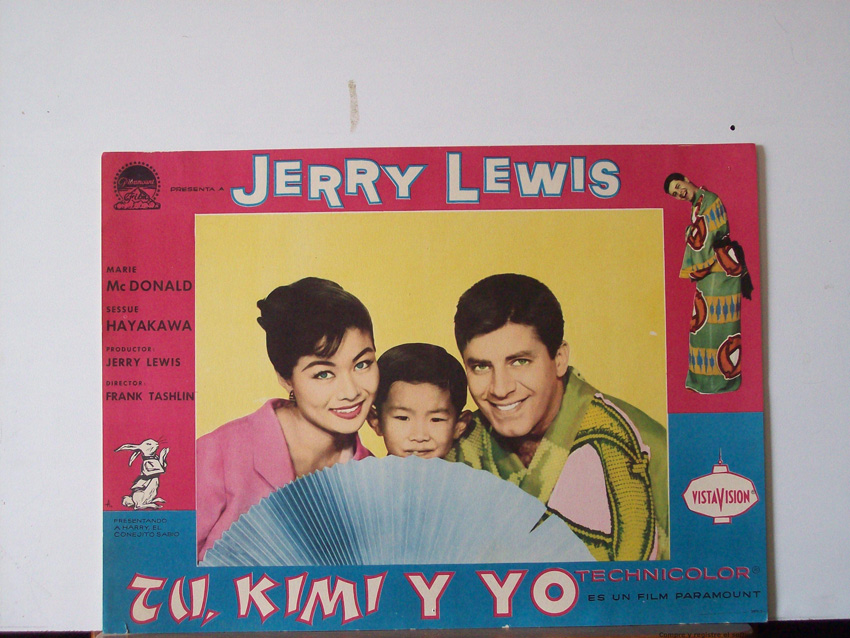 Paramount
PRESENTA A
JERRY LEWIS
MARIE
McDONALD
SESSUE
HAYAKAWA
PRODUCTOR:
JERRY LEWIS
DIRECTOR:
FRANK TASHLIN
PRESENTANDO
A HARRY, EL
CONEJITO SABIO
VISTAVISION
TU, KIMI Y YO
TECHNICOLOR
ES UN FILM PARAMOUNT